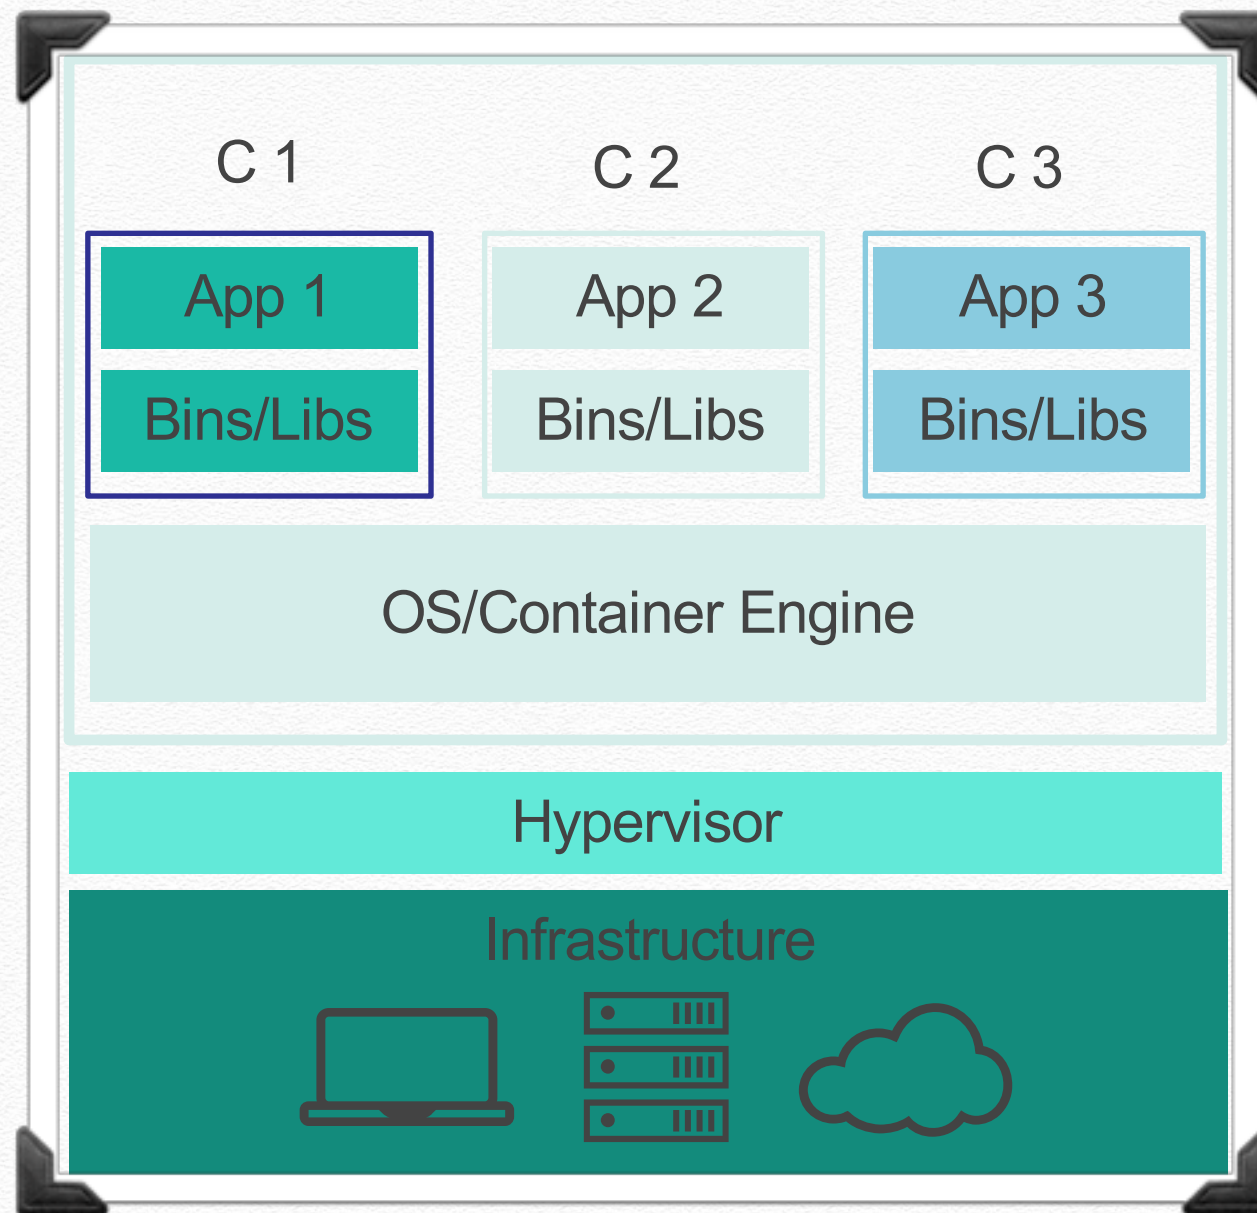 C 1 C 2 C 3
App 1 App 2 App 3
Bins/Libs Bins/Libs Bins/Libs
OS/Container Engine
Hypervisor
Infrastructure